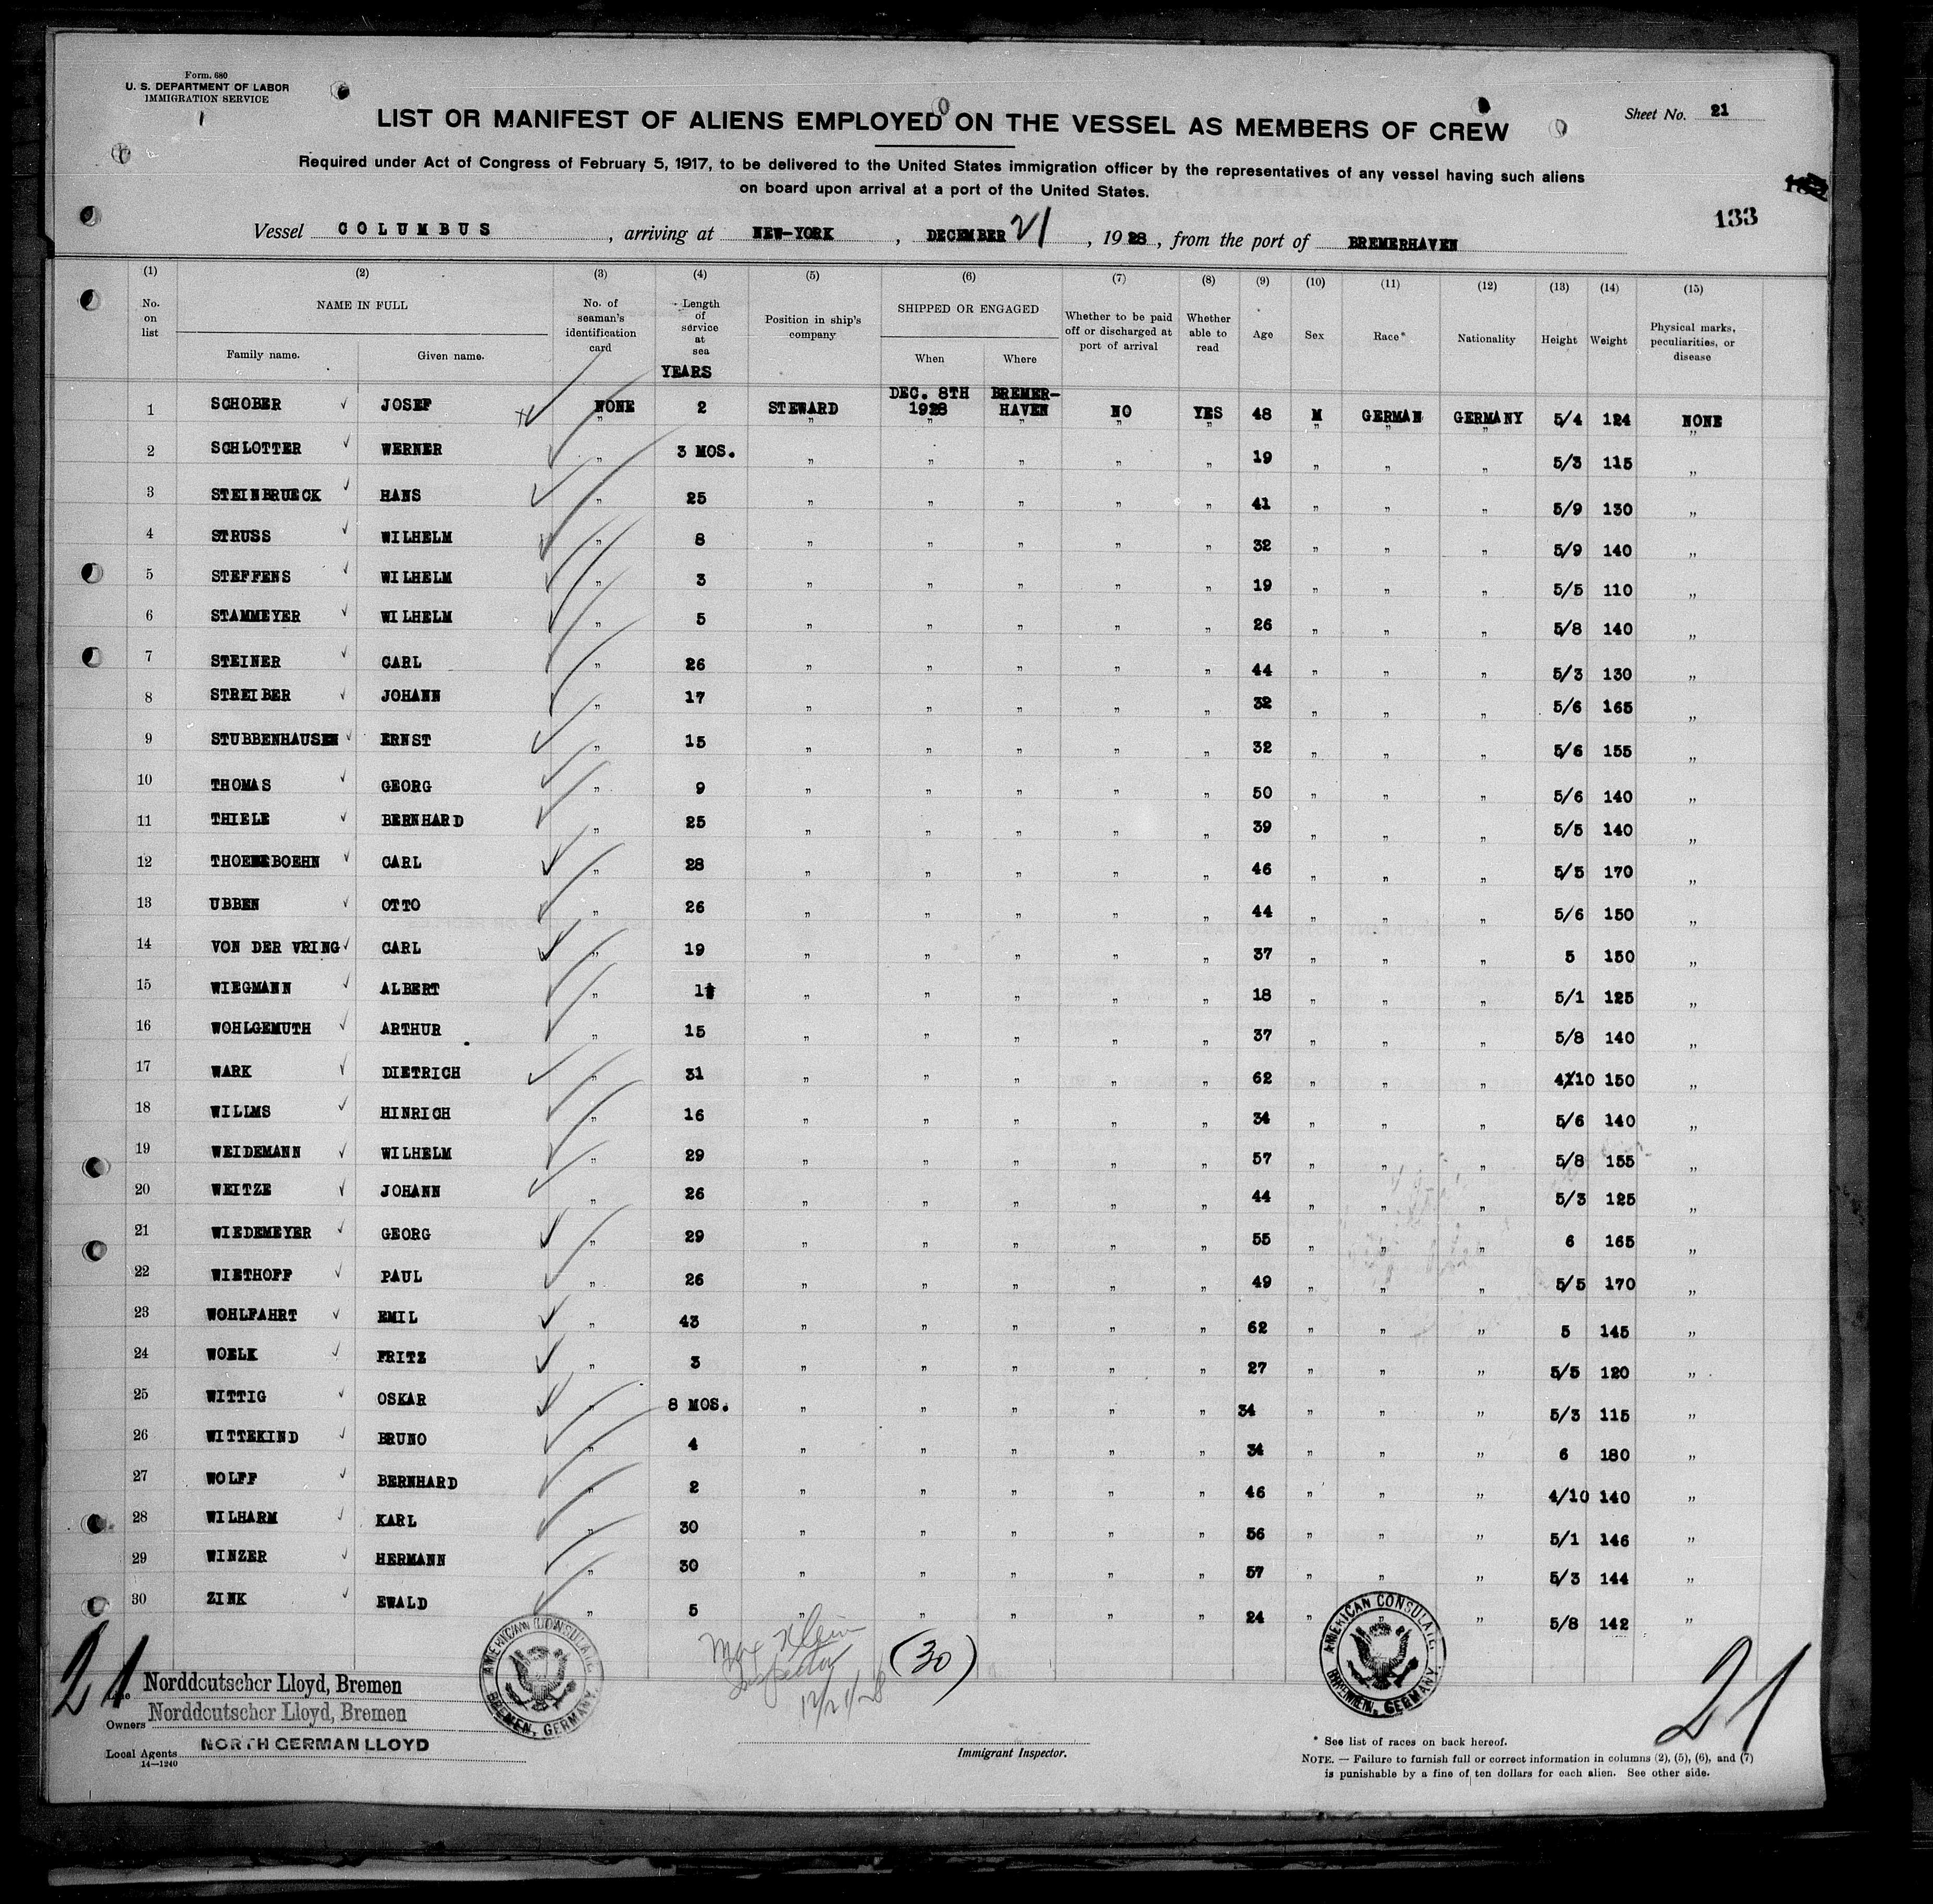 Form. 680
U. S. DEPARTMENT OF LABOR
IMMIGRATION SERVICE
Sheet No. 21
LIST OR MANIFEST OF ALIENS EMPLOYED ON THE VESSEL AS MEMBERS OF CREW
Required under Act of Congress of February 5, 1917, to be delivered to the United States immigration officer by the representatives of any vessel having such aliens
on board upon arrival at a port of the United States.
133
Vessel COLUMBUS, arriving at NEW-YORK, DECEMBER 21, 1928, from the port of BREMERHAVEN
(1) (2) (3) (4) (5) (6) (7) (8) (9) (10) (11) (12) (13) (14) (15)
No. on list NAME IN FULL Family name. Given name. No. of seaman's identification card Length of service at sea Position in ship's company SHIPPED OR ENGAGED When Where Whether to be paid off or discharged at port of arrival Whether able to read Age Sex Race* Nationality Height Weight Physical marks, peculiarities, or disease
YEARS
1 SCHOBER JOSEF NONE 2 STEWARD DEC. 8TH 1928 BREMER-HAVEN NO YES 48 M GERMAN GERMANY 5/4 124 NONE
2 SCHLOTTER WERNER " 3 MOS. " " " " " 19 " " " 5/3 115 "
3 STEINBRUECK HANS " 25 " " " " " 41 " " " 5/9 130 "
4 STRUSS WILHELM " 8 " " " " " 32 " " " 5/9 140 "
5 STEFFENS WILHELM " 3 " " " " " 19 " " " 5/5 110 "
6 STAMMEYER WILHELM " 5 " " " " " 26 " " " 5/8 140 "
7 STEINER CARL " 26 " " " " " 44 " " " 5/3 130 "
8 STREIBER JOHANN " 17 " " " " " 32 " " " 5/6 165 "
9 STUBBENHAUSEN ERNST " 15 " " " " " 32 " " " 5/6 155 "
10 THOMAS GEORG " 9 " " " " " 50 " " " 5/6 140 "
11 THIELE BERNHARD " 25 " " " " " 39 " " " 5/5 140 "
12 CARL " 28 " " " " " 46 " " " 5/5 170 "
13 UBBEN OTTO " 26 " " " " " 44 " " " 5/6 150 "
14 VON DER VRING CARL " 19 " " " " " 37 " " " 5 150 "
15 WIEGMANN ALBERT " " " " " " 18 " " " 5/1 125 "
16 WOHLGEMUTH ARTHUR " 15 " " " " " 37 " " " 5/8 140 "
17 WARK DIETRICH " 31 " " " " " 62 " " " 4/10 150 "
18 WILLMS HINRICH " 16 " " " " " 34 " " " 5/6 140 "
19 WEIDEMANN WILHELM " 29 " " " " " 57 " " " 5/8 155 "
20 WEITZE JOHANN " 26 " " " " " 44 " " " 5/3 125 "
21 WIEDEMEYER GEORG " 29 " " " " " 55 " " " 6 165 "
22 WIETHOFF PAUL " 26 " " " " " 49 " " " 5/5 170 "
23 WOHLFAHRT EMIL " 43 " " " " " 62 " " " 5 145 "
24 WOELK FRITZ " 3 " " " " " 27 " " " 5/5 120 "
25 WITTIG OSKAR " 8 MOS. " " " " " 34 " " " 5/3 115 "
26 WITTEKIND BRUNO " 4 " " " " " 34 " " " 6 180 "
27 WOLFF BERNHARD " 2 " " " " " 46 " " " 4/10 140 "
28 WILHARM KARL " 30 " " " " " 56 " " " 5/1 146 "
29 WINZER HERMANN " 30 " " " " " 57 " " " 5/3 144 "
30 ZINK EWALD " 5 " " " " " 24 " " " 5/8 142 "
AMERICAN CONSULATE, BREMEN, GERMANY.
Max Klein
Inspector
12/21/28
(30)
AMERICAN CONSULATE, BREMEN, GERMANY.
21
Norddeutscher Lloyd, Bremen
Owners Norddeutscher Lloyd, Bremen
Local Agents NORTH GERMAN LLOYD
14—1240
Immigrant Inspector.
21
* See list of races on back hereof.
NOTE. — Failure to furnish full or correct information in columns (2), (5), (6), and (7)
is punishable by a fine of ten dollars for each alien. See other side.